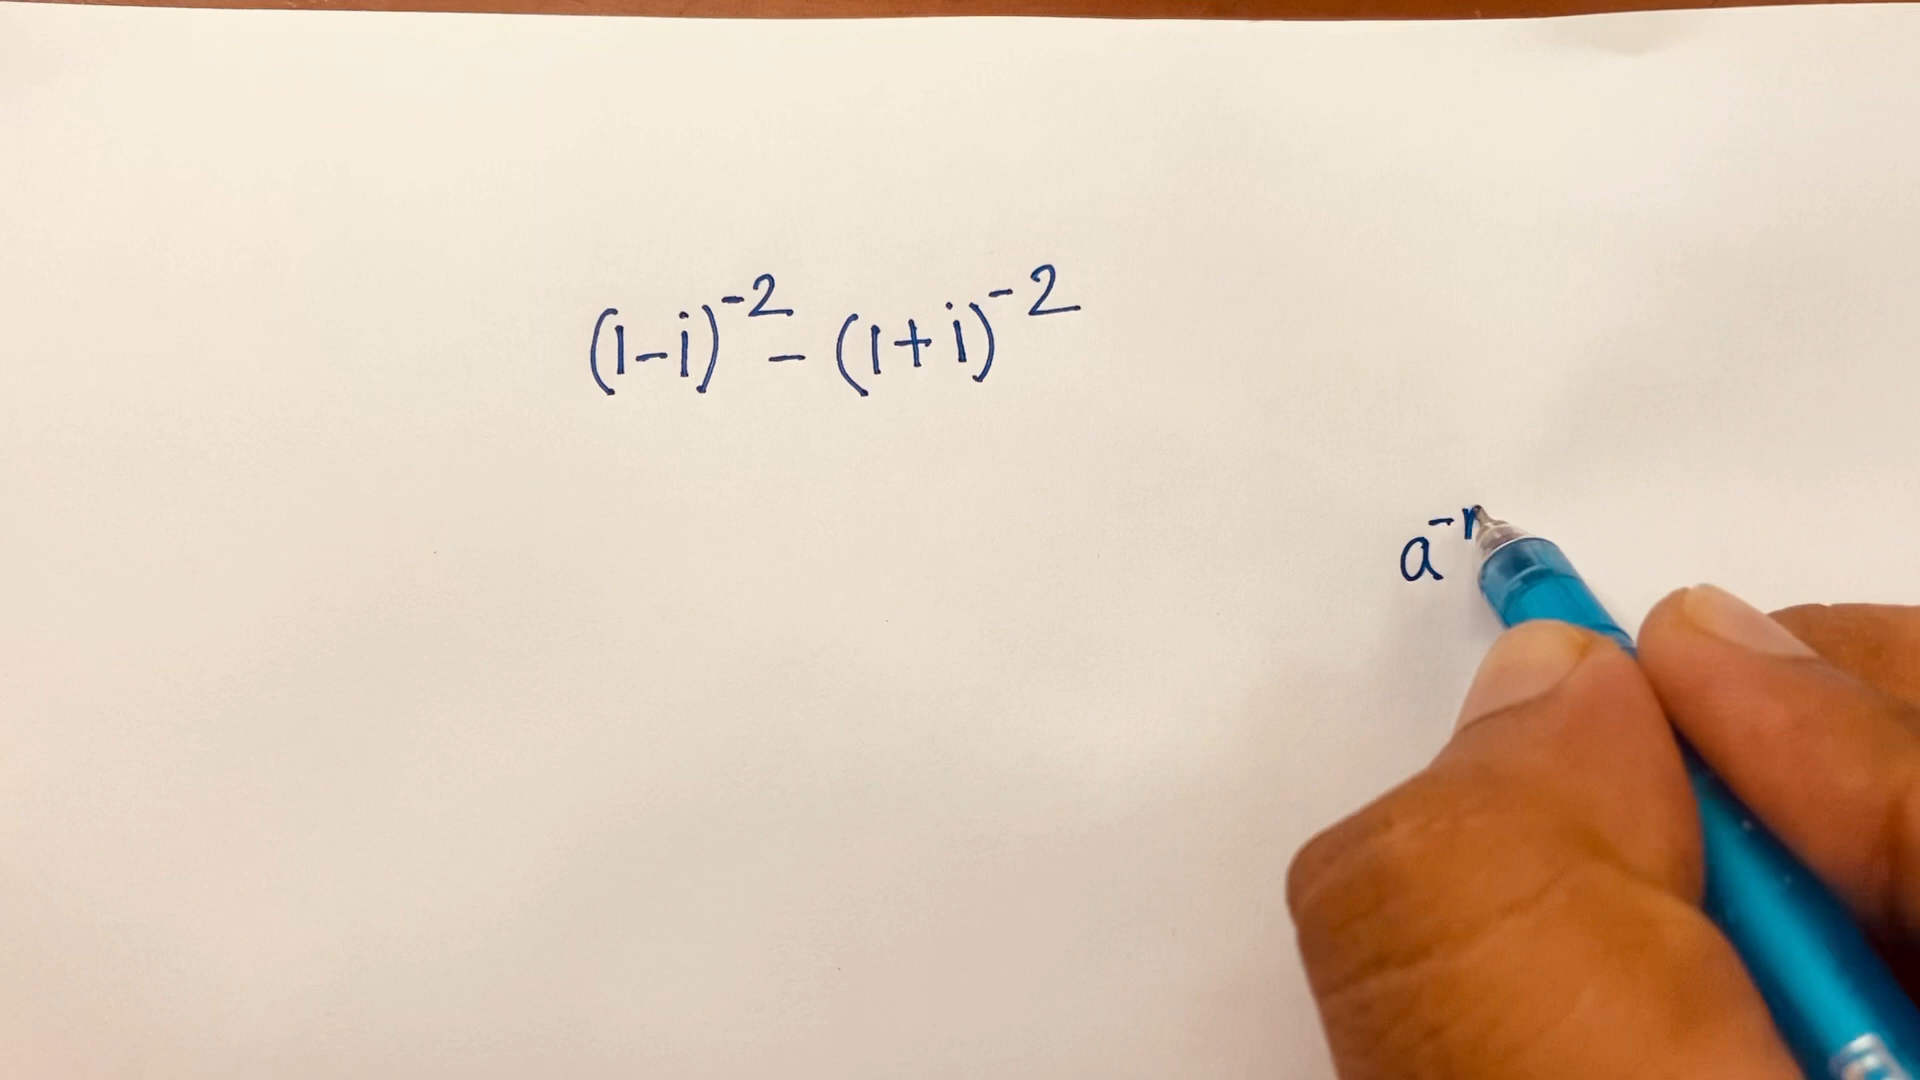 (1-i)⁻² - (1+i)⁻²
a⁻ⁿ